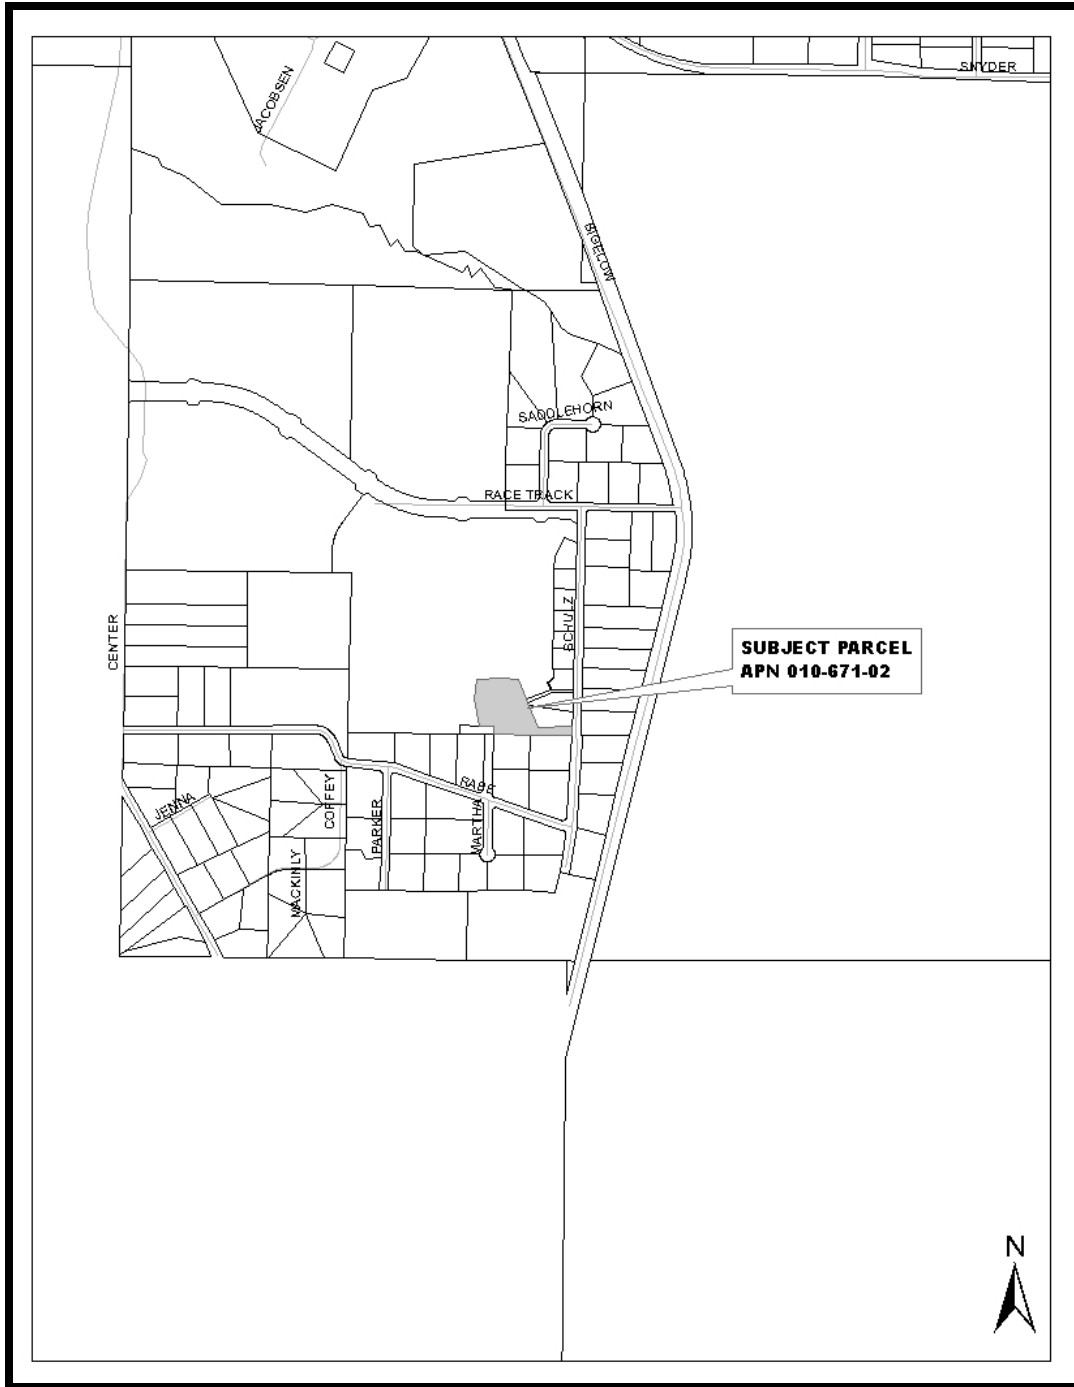 SNYDER
JACOBSEN
BIGELOW
SADDLEHORN
RACE TRACK
SCHULZ
CENTER
SUBJECT PARCEL
APN 010-671-02
RABE
JENNA
COFFEY
PARKER
MARTHA
MACKINLY
N